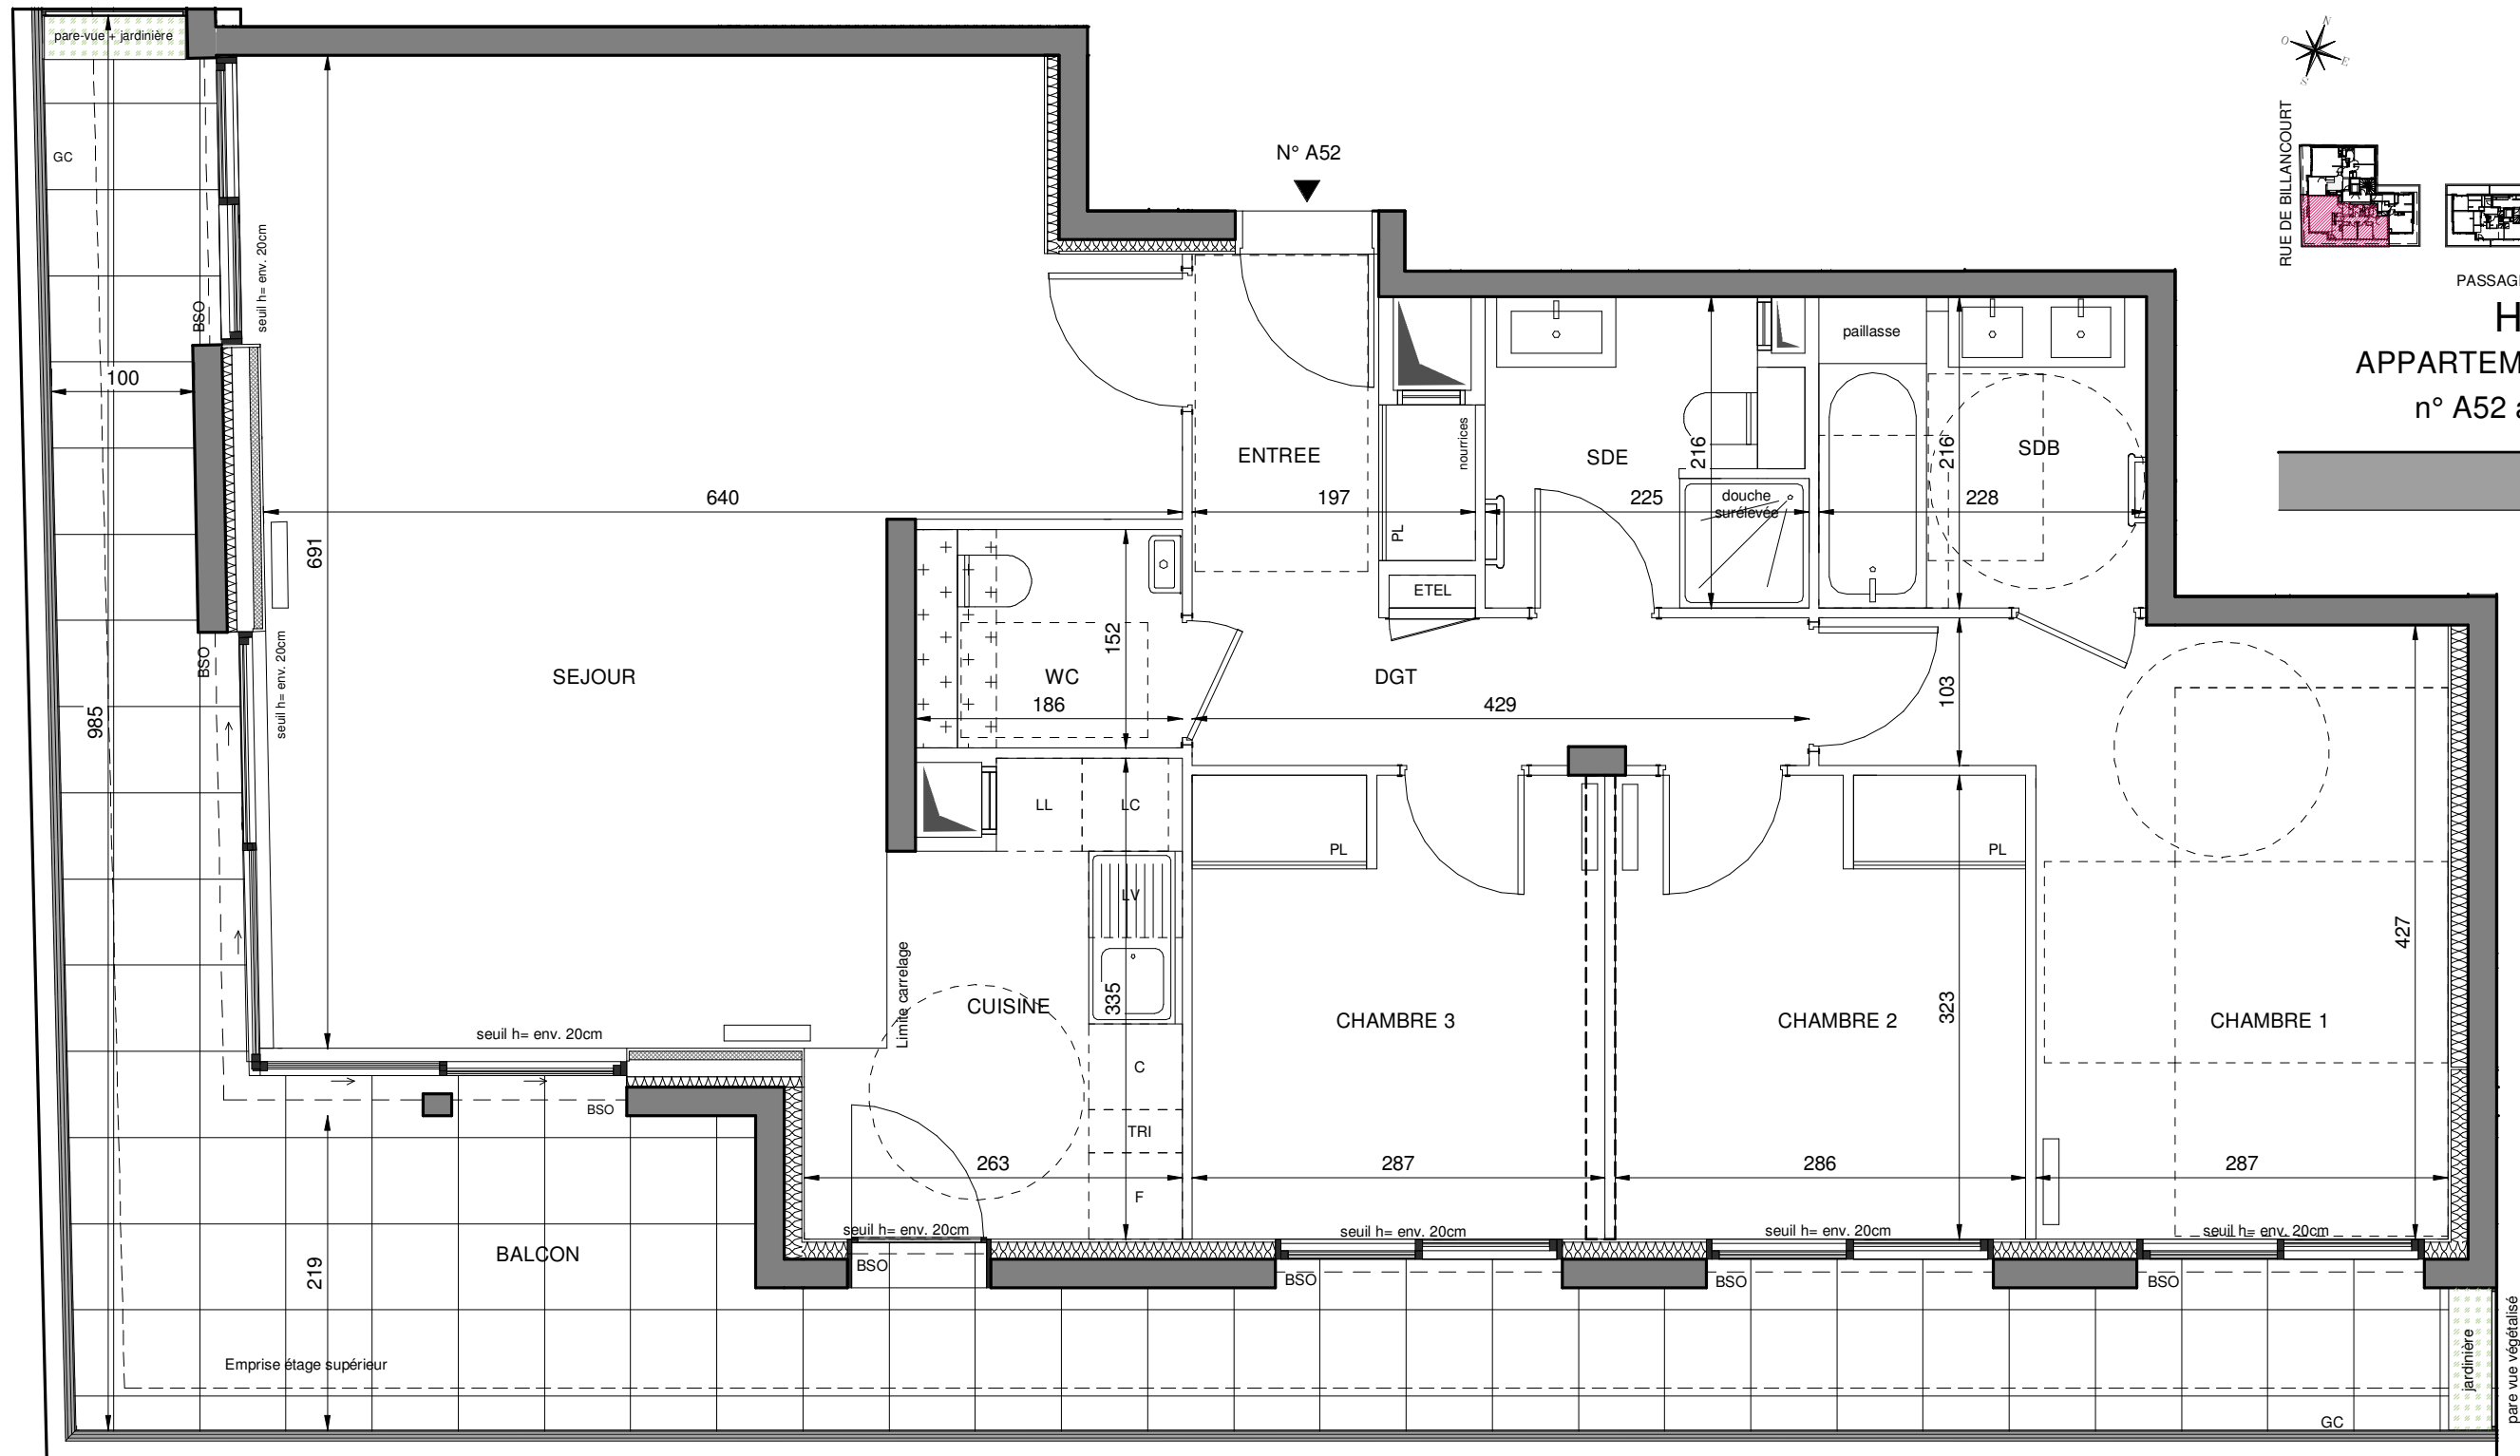 pare-vue + jardinière
GC
N° A52
N
O
E
S
RUE DE BILLANCOURT
PASSAG
H
APPARTEM
n° A52 a
BSO
seuil h= env. 20cm
100
640
691
985
BSO
seuil h= env. 20cm
SEJOUR
ENTREE
197
nourrices
PL
ETEL
SDE
216
225
douche
surélevée
paillasse
216
SDB
228
152
WC
186
DGT
429
103
LL
LC
LV
PL
PL
Limite carrelage
CUISINE
335
C
TRI
F
263
CHAMBRE 3
287
CHAMBRE 2
323
286
CHAMBRE 1
427
287
seuil h= env. 20cm
BSO
seuil h= env. 20cm
seuil h= env. 20cm
seuil h= env. 20cm
seuil h= env. 20cm
BSO
BSO
BSO
BSO
BALCON
219
Emprise étage supérieur
GC
jardinière
pare vue végétalisé